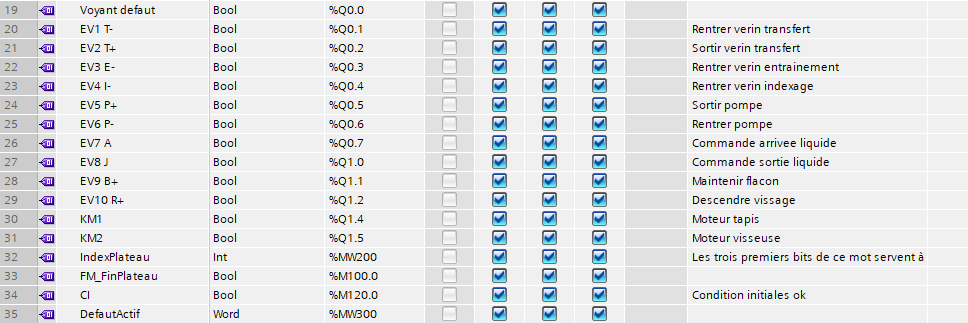 19 Voyant defaut Bool %Q0.0
20 EV1 T- Bool %Q0.1 Rentrer verin transfert
21 EV2 T+ Bool %Q0.2 Sortir verin transfert
22 EV3 E- Bool %Q0.3 Rentrer verin entrainement
23 EV4 I- Bool %Q0.4 Rentrer verin indexage
24 EV5 P+ Bool %Q0.5 Sortir pompe
25 EV6 P- Bool %Q0.6 Rentrer pompe
26 EV7 A Bool %Q0.7 Commande arrivee liquide
27 EV8 J Bool %Q1.0 Commande sortie liquide
28 EV9 B+ Bool %Q1.1 Maintenir flacon
29 EV10 R+ Bool %Q1.2 Descendre vissage
30 KM1 Bool %Q1.4 Moteur tapis
31 KM2 Bool %Q1.5 Moteur visseuse
32 IndexPlateau Int %MW200 Les trois premiers bits de ce mot servent à
33 FM_FinPlateau Bool %M100.0
34 CI Bool %M120.0 Condition initiales ok
35 DefautActif Word %MW300